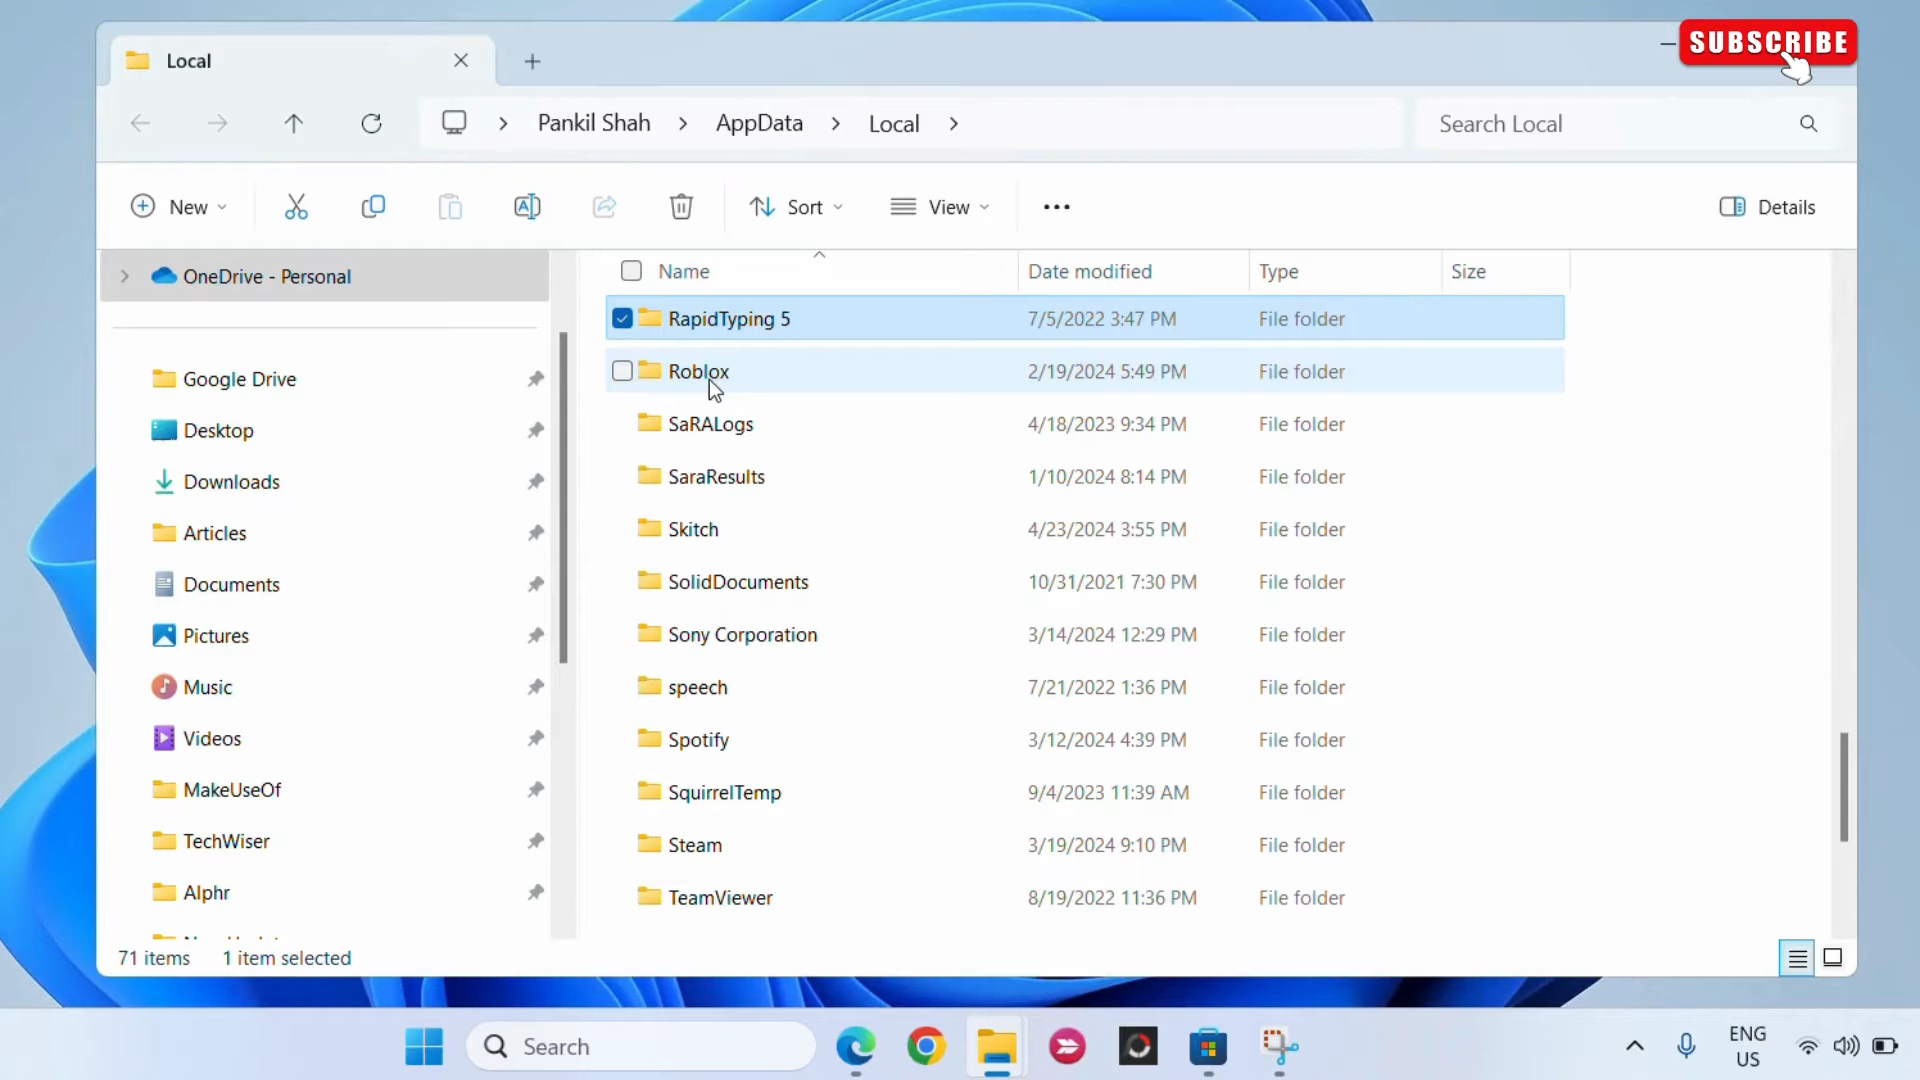 Local
SUBSCRIBE
Pankil Shah
AppData
Local
Search Local
New
Sort
View
Details
OneDrive - Personal
Google Drive
Desktop
Downloads
Articles
Documents
Pictures
Music
Videos
MakeUseOf
TechWiser
Alphr
Name Date modified Type Size
RapidTyping 5 7/5/2022 3:47 PM File folder
Roblox 2/19/2024 5:49 PM File folder
SaRALogs 4/18/2023 9:34 PM File folder
SaraResults 1/10/2024 8:14 PM File folder
Skitch 4/23/2024 3:55 PM File folder
SolidDocuments 10/31/2021 7:30 PM File folder
Sony Corporation 3/14/2024 12:29 PM File folder
speech 7/21/2022 1:36 PM File folder
Spotify 3/12/2024 4:39 PM File folder
SquirrelTemp 9/4/2023 11:39 AM File folder
Steam 3/19/2024 9:10 PM File folder
TeamViewer 8/19/2022 11:36 PM File folder
71 items 1 item selected
Search
ENG
US